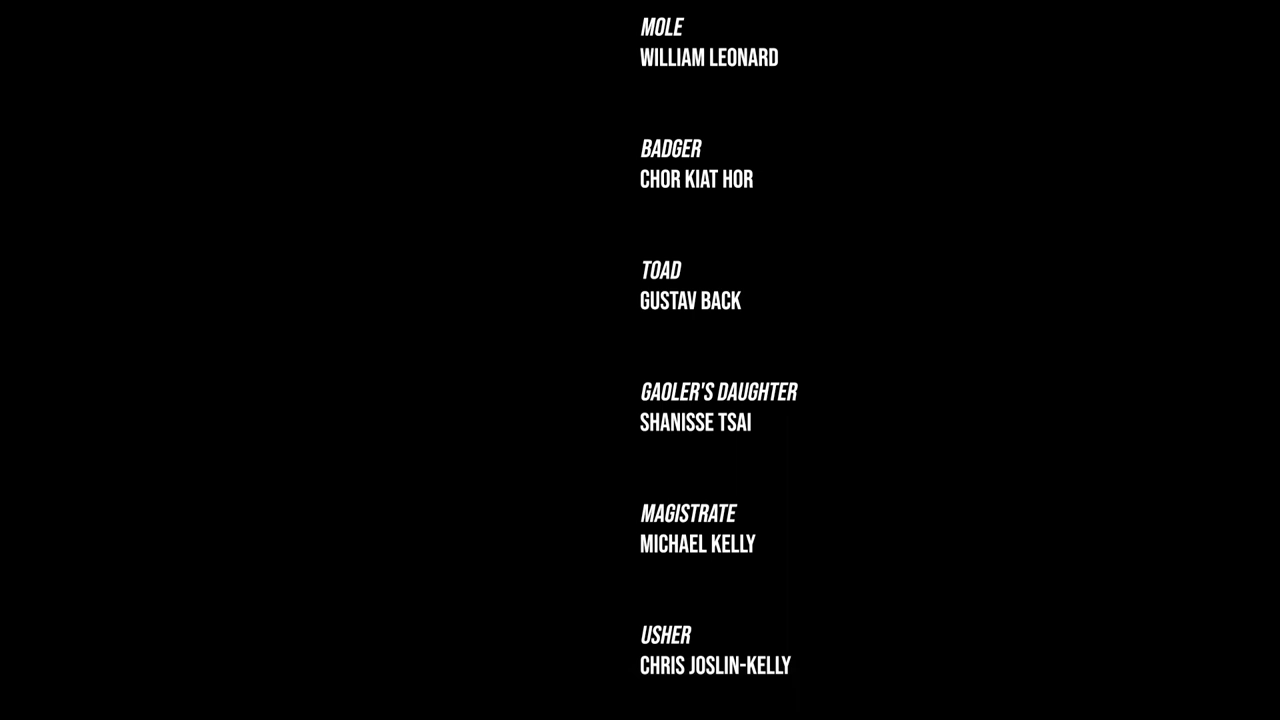 MOLE
WILLIAM LEONARD
BADGER
CHOR KIAT HOR
TOAD
GUSTAV BACK
GAOLER'S DAUGHTER
SHANISSE TSAI
MAGISTRATE
MICHAEL KELLY
USHER
CHRIS JOSLIN-KELLY